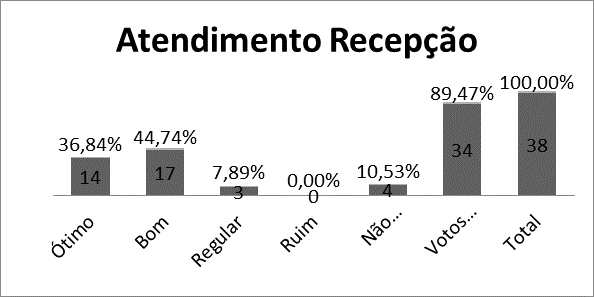 Atendimento Recepção
36,84%
44,74%
7,89%
0,00%
10,53%
89,47%
100,00%
14
17
3
0
4
34
38
Ótimo
Bom
Regular
Ruim
Não...
Votos...
Total